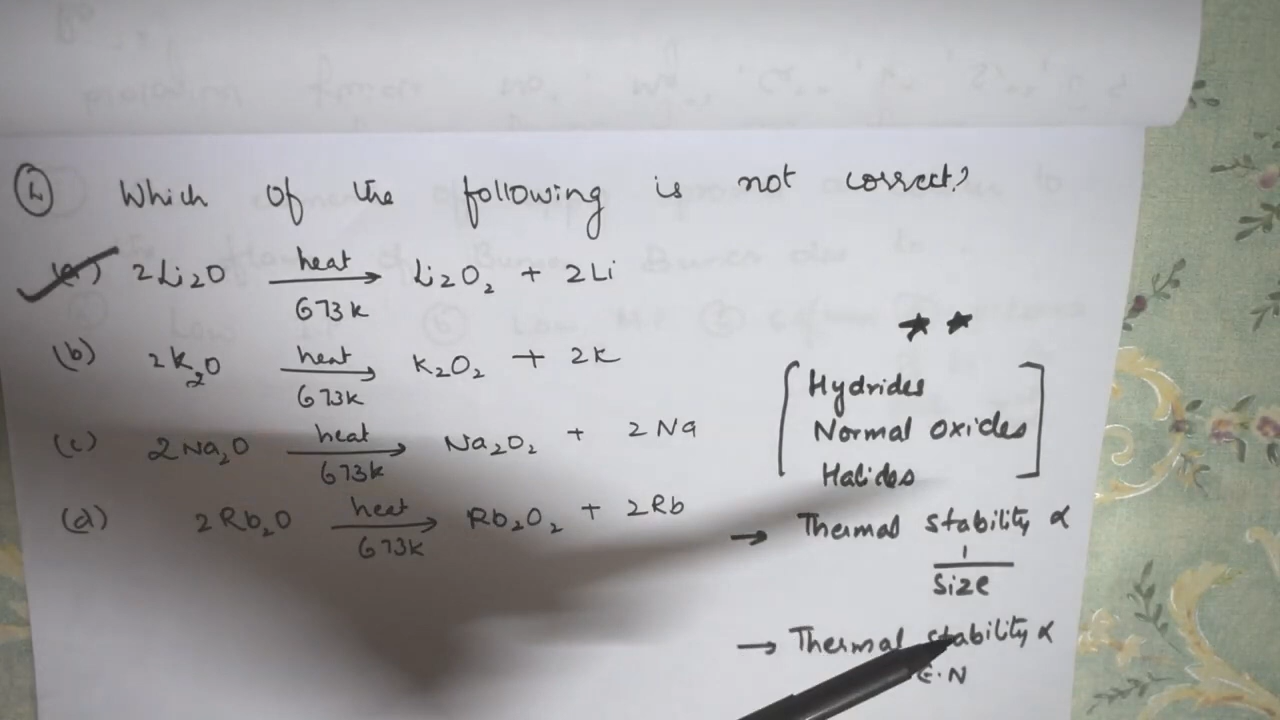 ④ Which of the following is not correct?
(a) 2Li₂O heat → 673K Li₂O₂ + 2Li
(b) 2K₂O heat → 673K K₂O₂ + 2K
(c) 2Na₂O heat → 673K Na₂O₂ + 2Na
(d) 2Rb₂O heat → 673K Rb₂O₂ + 2Rb
★ ★
Hydrides
Normal oxides
Halides
→ Thermal stability ∝
1
Size
→ Thermal stability ∝
E.N